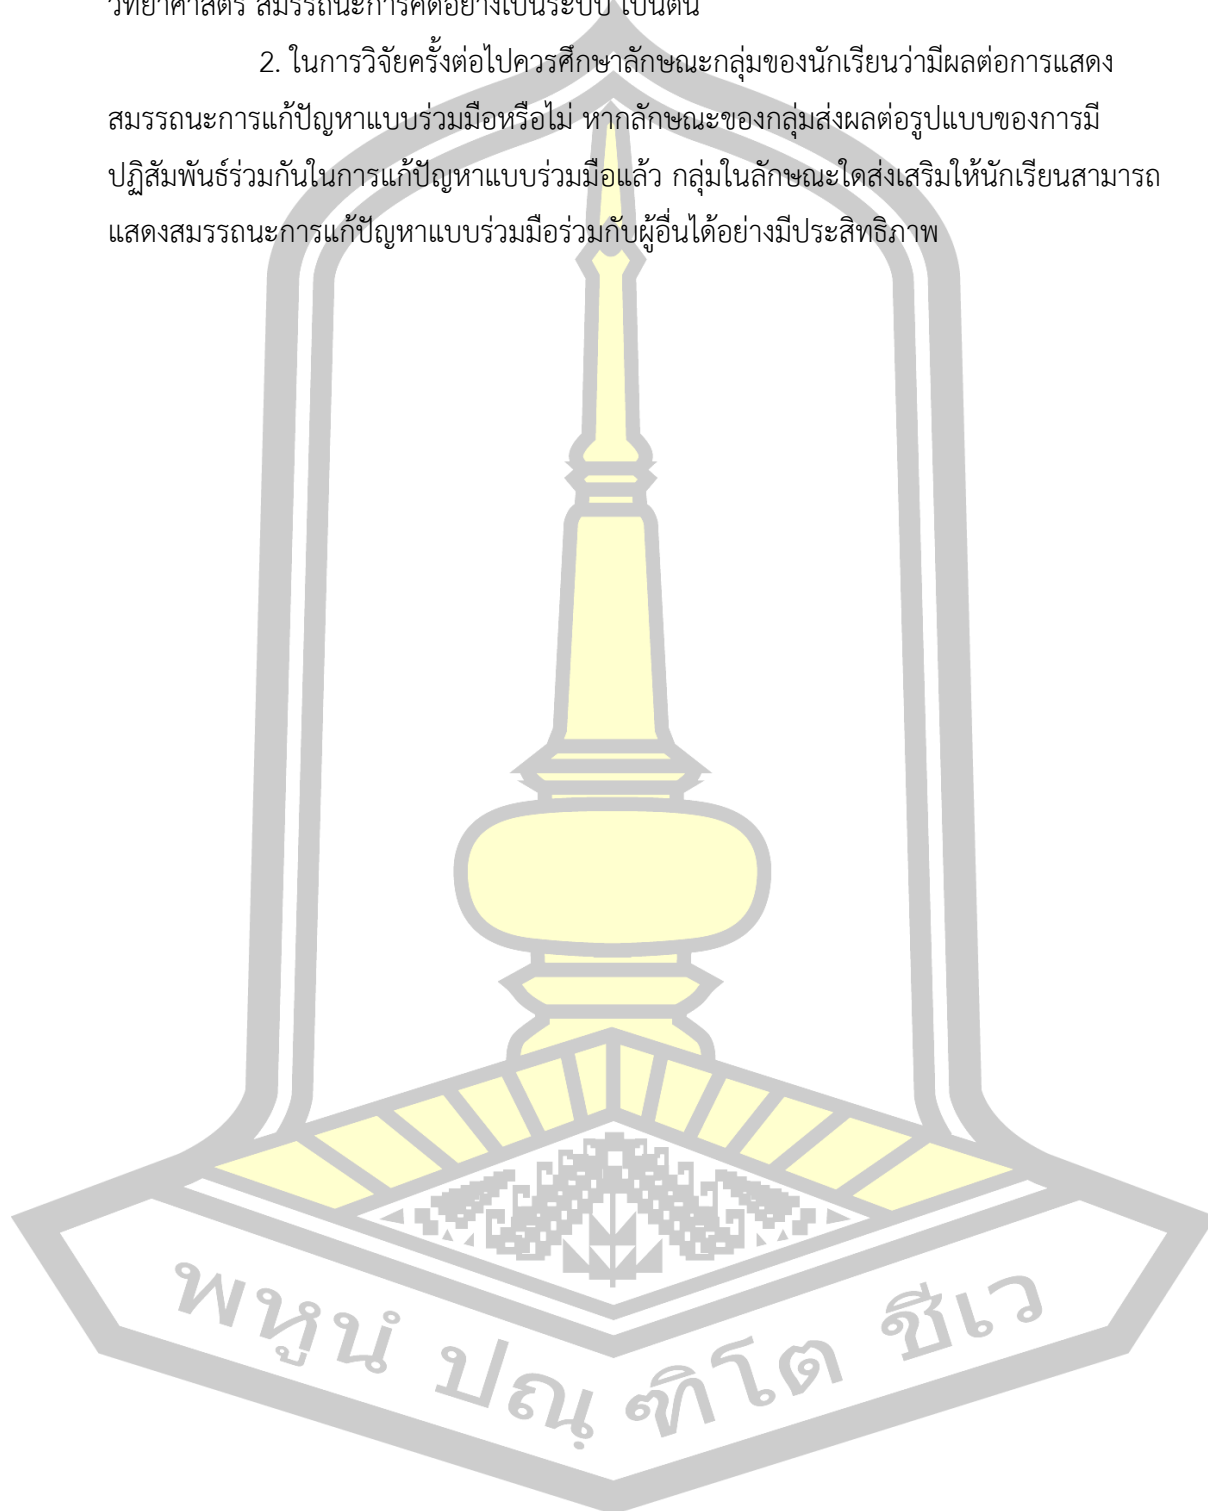 วิทยาศาสตร์ สมรรถนะการคิดอย่างเป็นระบบ เป็นต้น
2. ในการวิจัยครั้งต่อไปควรศึกษาลักษณะกลุ่มของนักเรียนว่ามีผลต่อการแสดง
สมรรถนะการแก้ปัญหาแบบร่วมมือหรือไม่ หากลักษณะของกลุ่มส่งผลต่อรูปแบบของการมี
ปฏิสัมพันธ์ร่วมกันในการแก้ปัญหาแบบร่วมมือแล้ว กลุ่มในลักษณะใดส่งเสริมให้นักเรียนสามารถ
แสดงสมรรถนะการแก้ปัญหาแบบร่วมมือร่วมกับผู้อื่นได้อย่างมีประสิทธิภาพ
พหูนํ ปณฺฑิโต ชีเว